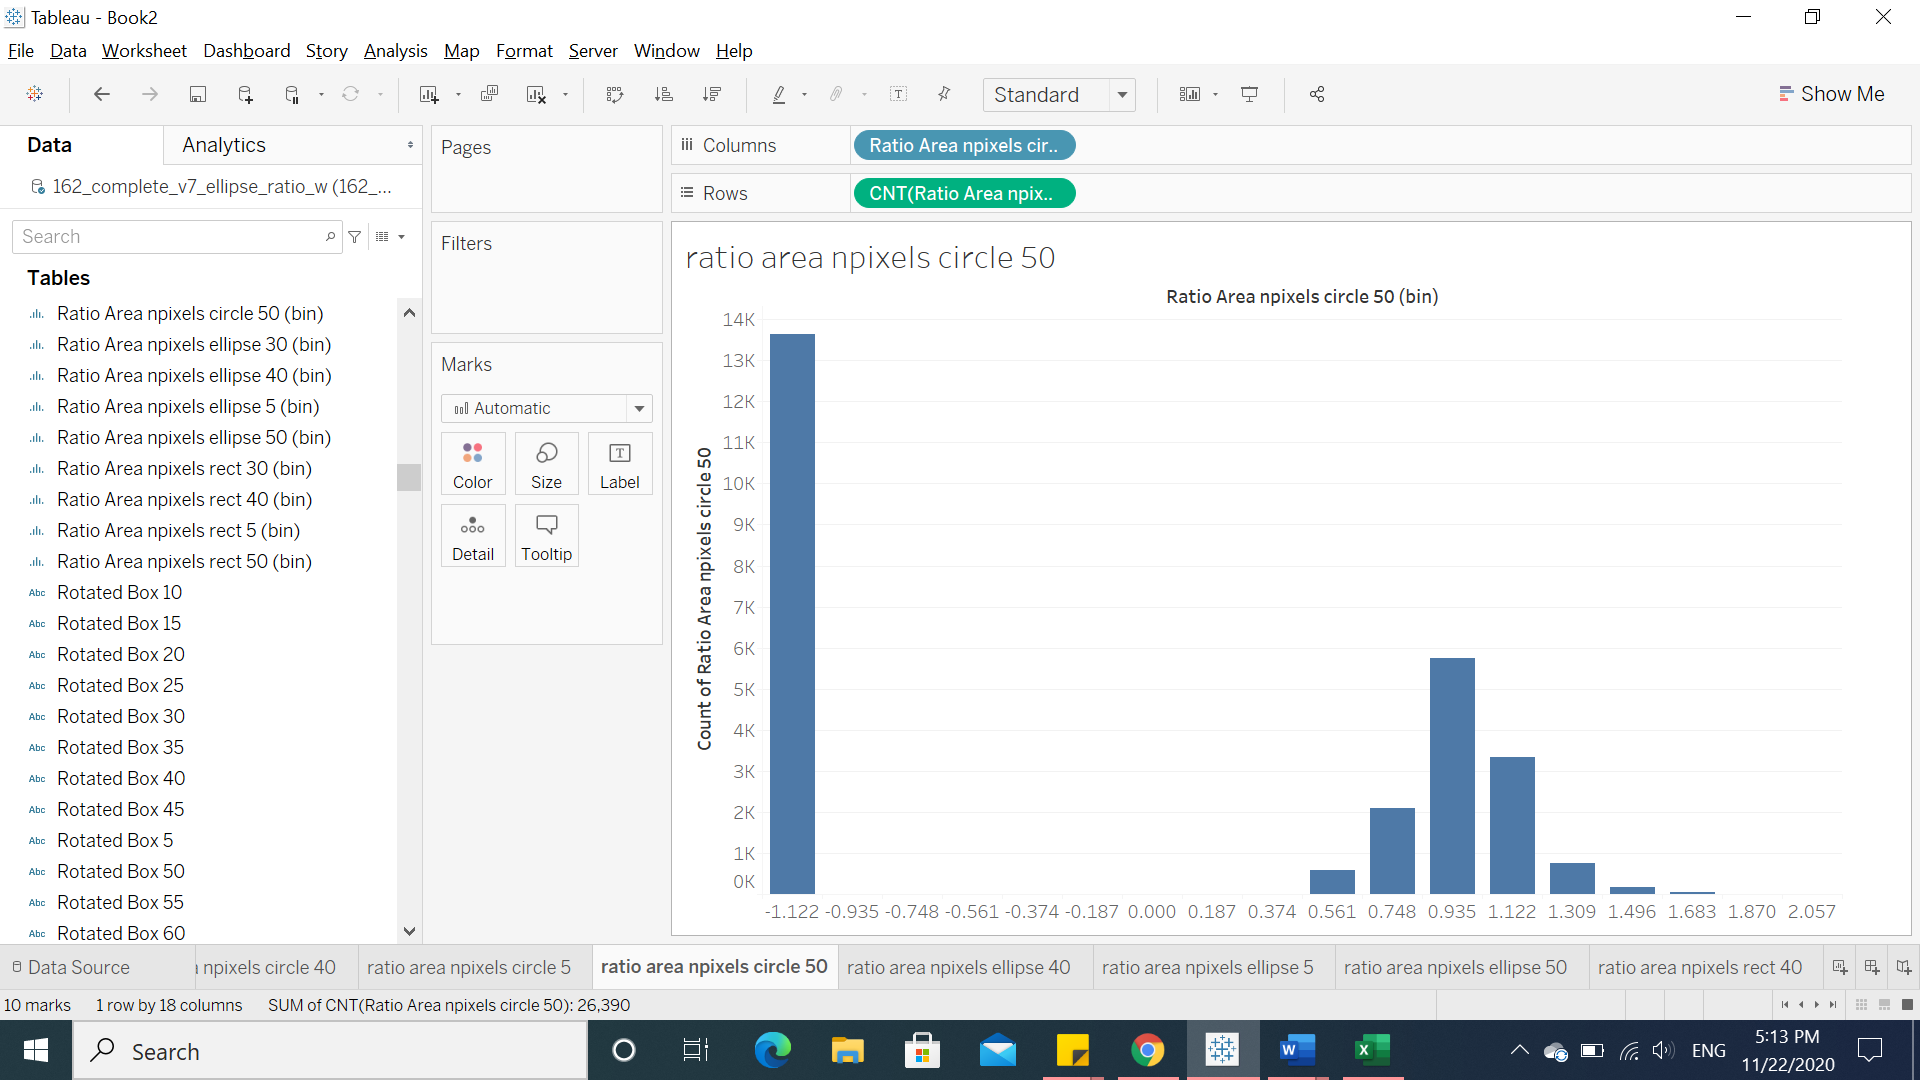 Tableau - Book2
File Data Worksheet Dashboard Story Analysis Map Format Server Window Help
Standard
Show Me
Data
Analytics
162_complete_v7_ellipse_ratio_w (162_...
Search
Tables
Ratio Area npixels circle 50 (bin)
Ratio Area npixels ellipse 30 (bin)
Ratio Area npixels ellipse 40 (bin)
Ratio Area npixels ellipse 5 (bin)
Ratio Area npixels ellipse 50 (bin)
Ratio Area npixels rect 30 (bin)
Ratio Area npixels rect 40 (bin)
Ratio Area npixels rect 5 (bin)
Ratio Area npixels rect 50 (bin)
Abc Rotated Box 10
Abc Rotated Box 15
Abc Rotated Box 20
Abc Rotated Box 25
Abc Rotated Box 30
Abc Rotated Box 35
Abc Rotated Box 40
Abc Rotated Box 45
Abc Rotated Box 5
Abc Rotated Box 50
Abc Rotated Box 55
Abc Rotated Box 60
Pages
Filters
Marks
Automatic
Color
Size
T
Label
Detail
Tooltip
Columns
Ratio Area npixels cir..
Rows
CNT(Ratio Area npix..
ratio area npixels circle 50
Ratio Area npixels circle 50 (bin)
Count of Ratio Area npixels circle 50
14K
13K
12K
11K
10K
9K
8K
7K
6K
5K
4K
3K
2K
1K
0K
-1.122 -0.935 -0.748 -0.561 -0.374 -0.187 0.000 0.187 0.374 0.561 0.748 0.935 1.122 1.309 1.496 1.683 1.870 2.057
Data Source
npixels circle 40
ratio area npixels circle 5
ratio area npixels circle 50
ratio area npixels ellipse 40
ratio area npixels ellipse 5
ratio area npixels ellipse 50
ratio area npixels rect 40
10 marks
1 row by 18 columns
SUM of CNT(Ratio Area npixels circle 50): 26,390
Search
W
X
ENG
5:13 PM
11/22/2020